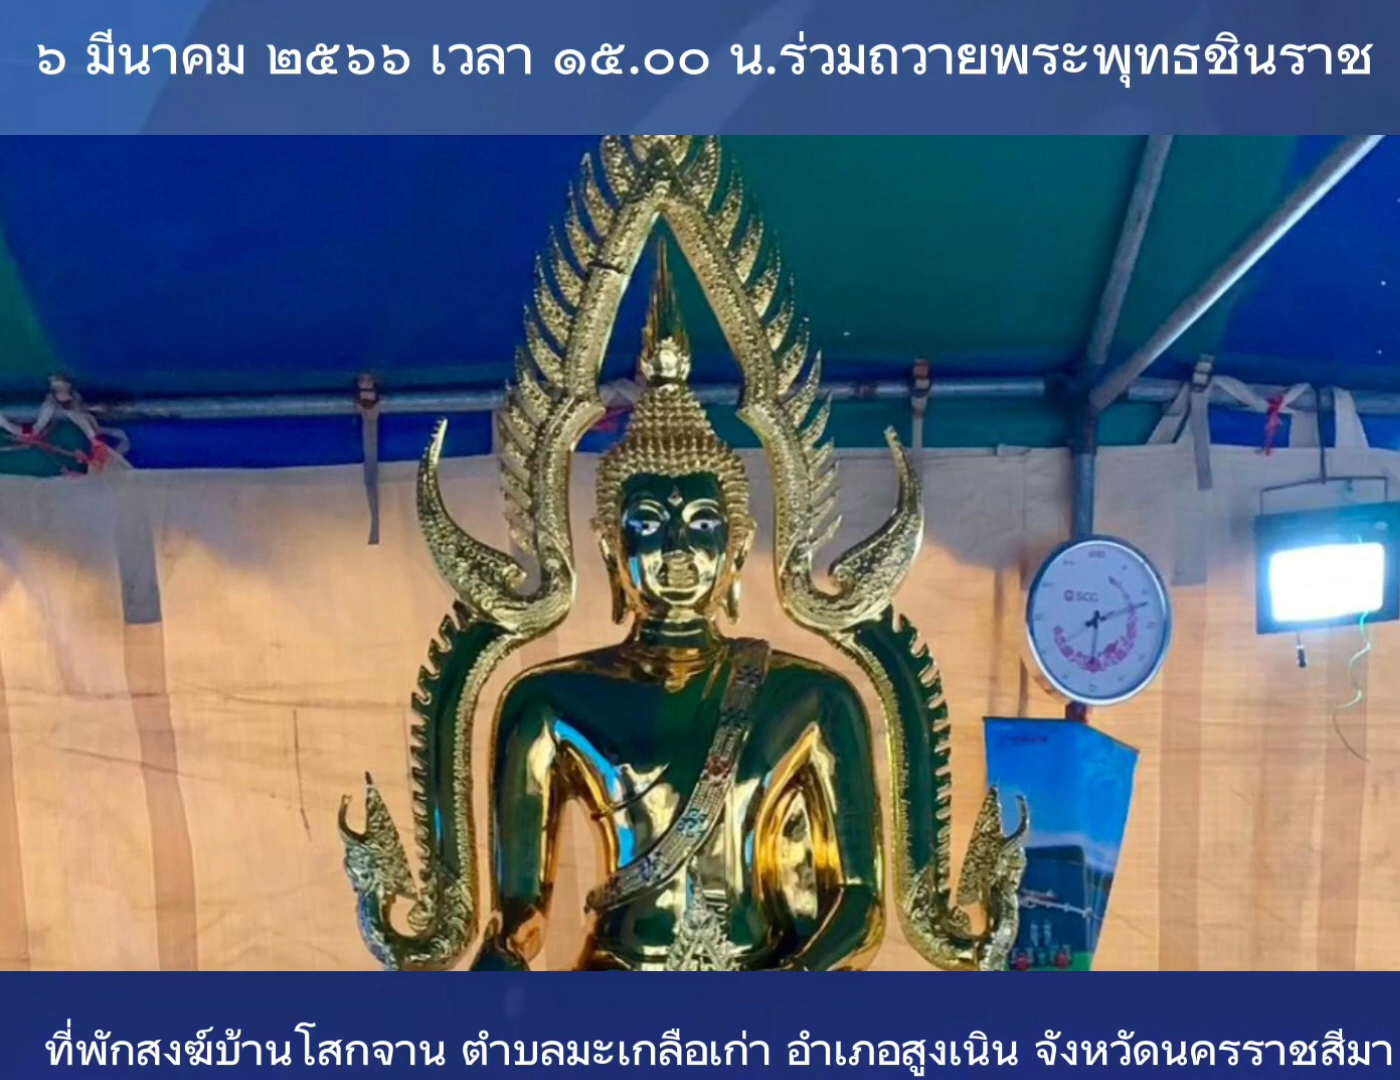 ๖ มีนาคม ๒๕๖๖ เวลา ๑๕.๐๐ น.ร่วมถวายพระพุทธชินราช
SCG
ที่พักสงฆ์บ้านโสกจาน ตำบลมะเกลือเก่า อำเภอสูงเนิน จังหวัดนครราชสีมา